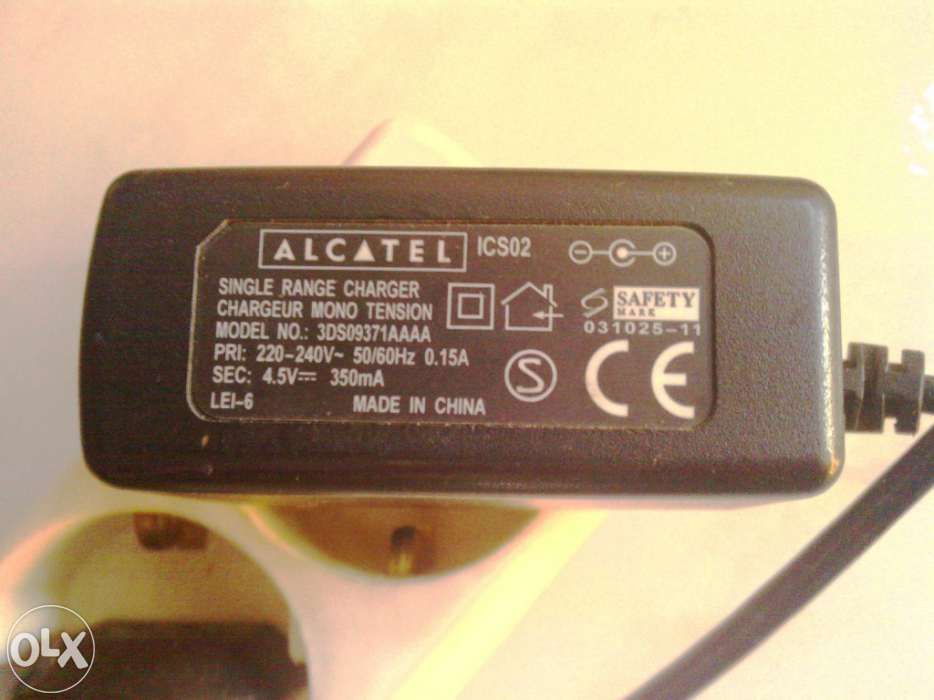 ALCATEL ICS02
SINGLE RANGE CHARGER
CHARGEUR MONO TENSION
MODEL NO.: 3DS09371AAAA
PRI: 220-240V~ 50/60Hz 0.15A
SEC: 4.5V⎓ 350mA
LEI-6 MADE IN CHINA
S SAFETY
MARK
031025-11
S
CE
OLX